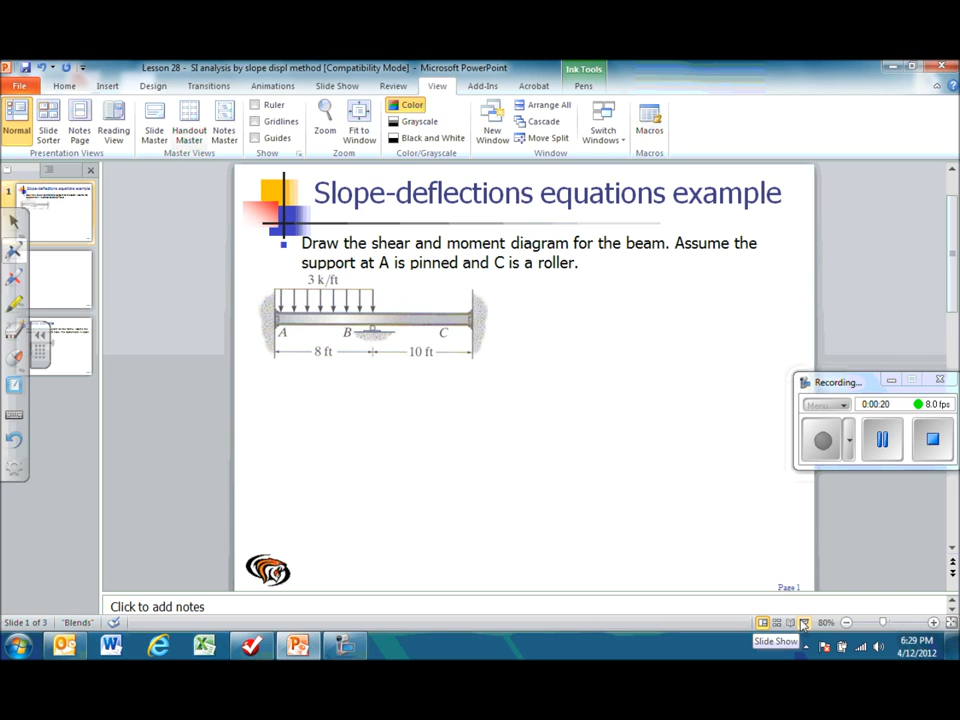 Lesson 28 - SI analysis by slope displ method [Compatibility Mode] - Microsoft PowerPoint
Ink Tools
File Home Insert Design Transitions Animations Slide Show Review View Add-Ins Acrobat Pens
Normal
Slide Sorter
Notes Page
Reading View
Presentation Views
Slide Master
Handout Master
Notes Master
Master Views
Ruler
Gridlines
Guides
Show
Zoom
Fit to Window
Zoom
Color
Grayscale
Black and White
Color/Grayscale
New Window
Arrange All
Cascade
Move Split
Window
Switch Windows
Macros
Macros
1
Slope-deflections equations example
Draw the shear and moment diagram for the beam. Assume the
support at A is pinned and C is a roller.
3 k/ft
A B C
8 ft 10 ft
Page 1
Recording...
Menu
0:00:20 8.0 fps
Click to add notes
Slide 1 of 3 "Blends" 80%
Slide Show
6:29 PM
4/12/2012